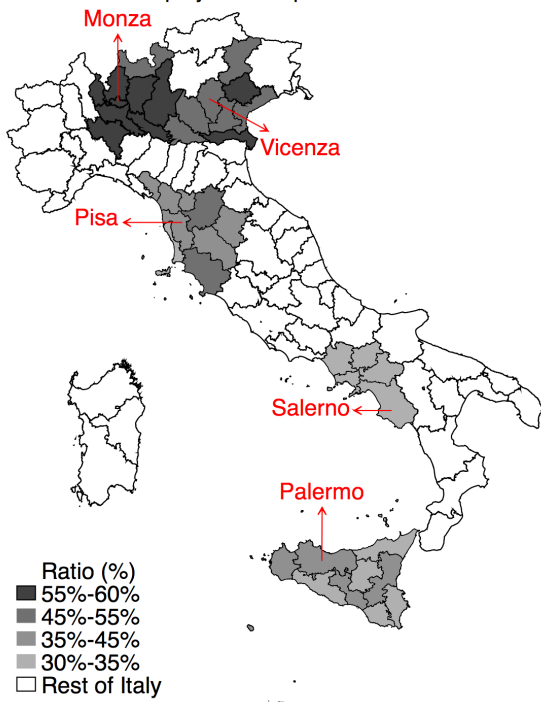 Monza
Vicenza
Pisa
Salerno
Palermo
Ratio (%)
55%-60%
45%-55%
35%-45%
30%-35%
Rest of Italy